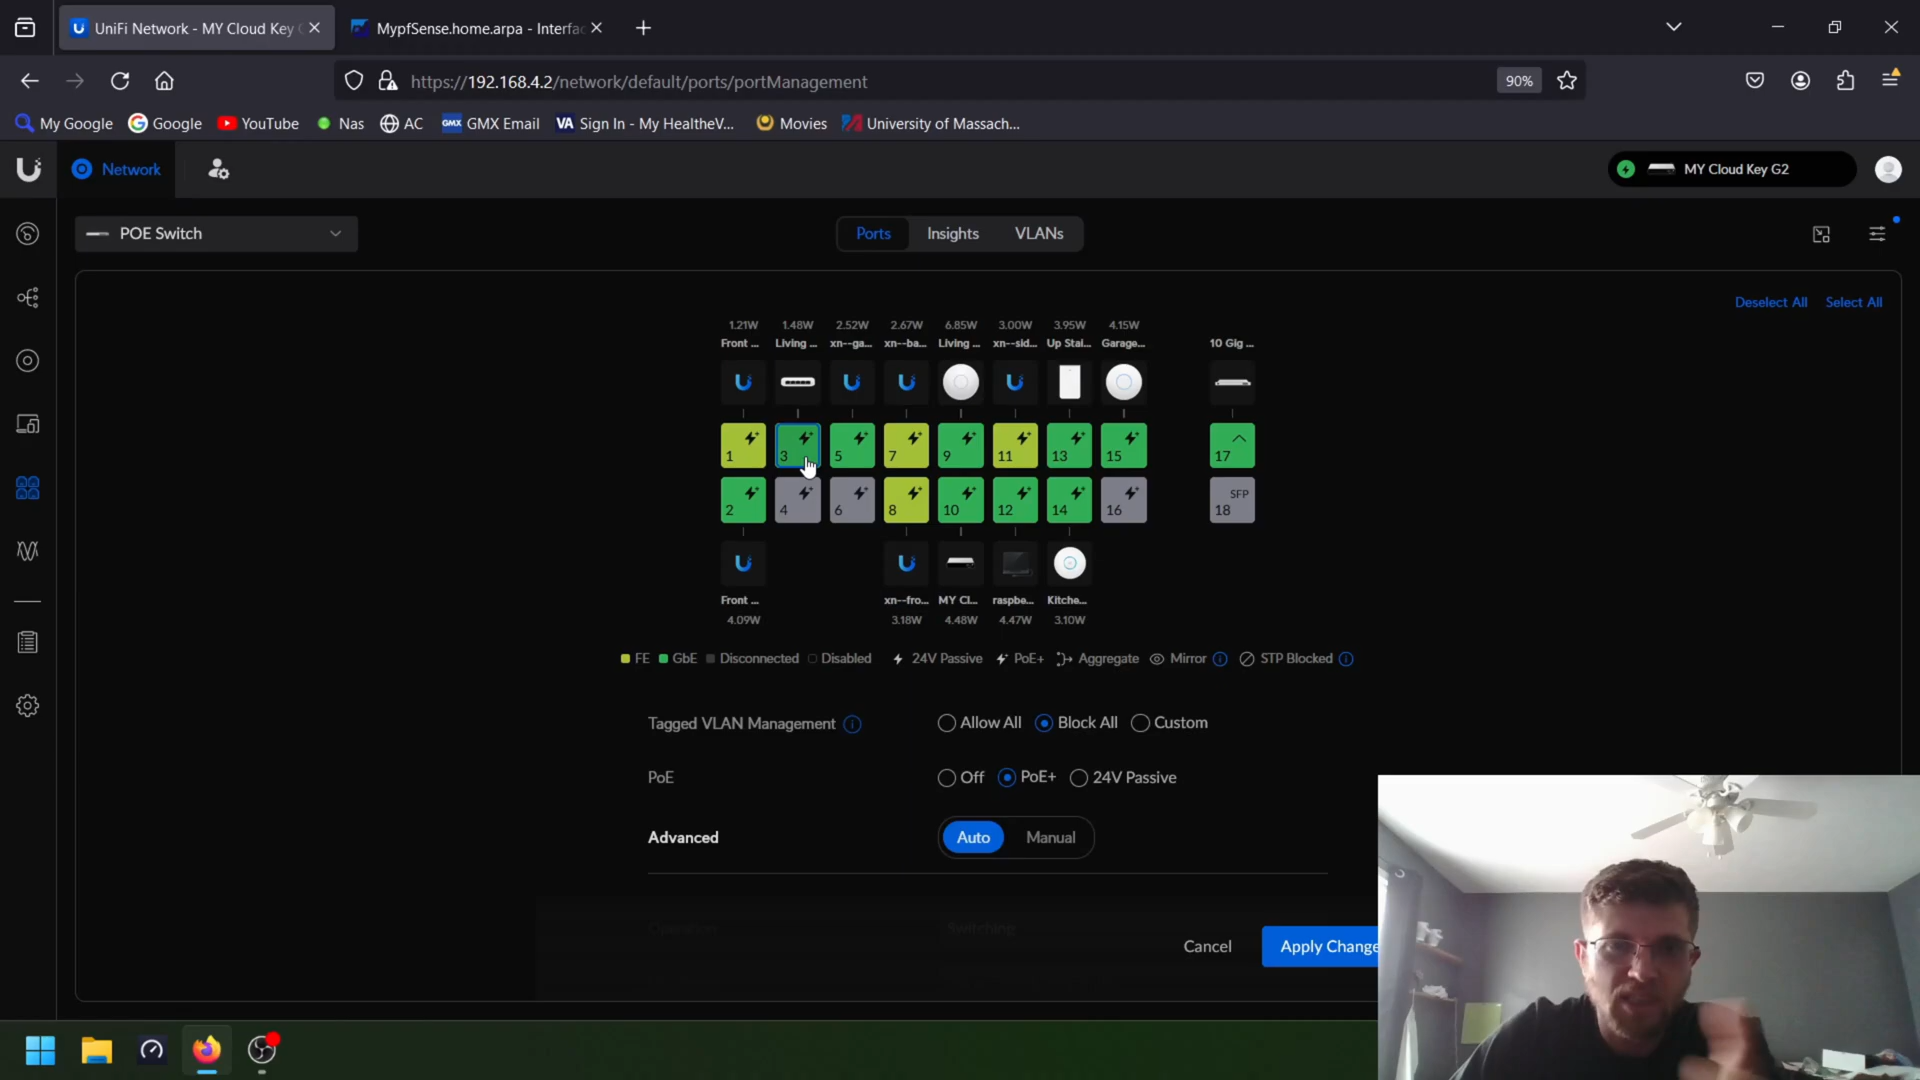 UniFi Network - MY Cloud Key G
MypfSense.home.arpa - Interfac
https://192.168.4.2/network/default/ports/portManagement
90%
My Google
Google
YouTube
Nas
AC
GMX
GMX Email
VA
Sign In - My HealtheV...
Movies
University of Massach...
Network
MY Cloud Key G2
POE Switch
Ports
Insights
VLANs
Deselect All
Select All
1.21W 1.48W 2.52W 2.67W 6.85W 3.00W 3.95W 4.15W
Front ... Living ... xn--ga... xn--ba... Living ... xn--sid... Up Stai... Garage... 10 Gig ...
1 3 5 7 9 11 13 15 17
SFP
2 4 6 8 10 12 14 16 18
Front ... xn--fro... MY Cl... raspbe... Kitche...
4.09W 3.18W 4.48W 4.47W 3.10W
FE GbE Disconnected Disabled 24V Passive PoE+ Aggregate Mirror STP Blocked
Tagged VLAN Management
Allow All
Block All
Custom
PoE
Off
PoE+
24V Passive
Advanced
Auto
Manual
Operation
Switching
Cancel
Apply Change